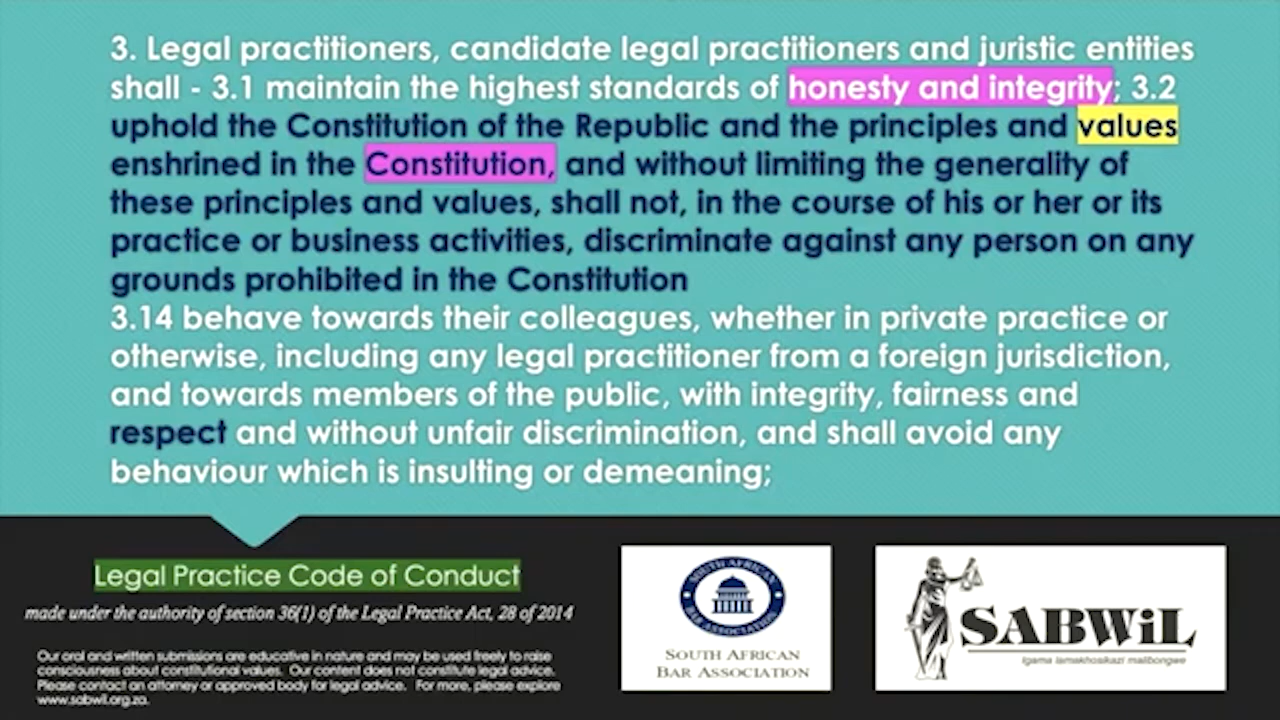 3. Legal practitioners, candidate legal practitioners and juristic entities
shall - 3.1 maintain the highest standards of honesty and integrity; 3.2
uphold the Constitution of the Republic and the principles and values
enshrined in the Constitution, and without limiting the generality of
these principles and values, shall not, in the course of his or her or its
practice or business activities, discriminate against any person on any
grounds prohibited in the Constitution
3.14 behave towards their colleagues, whether in private practice or
otherwise, including any legal practitioner from a foreign jurisdiction,
and towards members of the public, with integrity, fairness and
respect and without unfair discrimination, and shall avoid any
behaviour which is insulting or demeaning;
Legal Practice Code of Conduct
made under the authority of section 36(1) of the Legal Practice Act, 28 of 2014
Our oral and written submissions are educative in nature and may be used freely to raise
consciousness about constitutional values. Our content does not constitute legal advice.
Please contact an attorney or approved body for legal advice. For more, please explore
www.sabwil.org.za.
SOUTH AFRICAN
BAR ASSOCIATION
SOUTH AFRICAN
BAR ASSOCIATION
SABWiL
Igama lamakhosikazi malibongwe